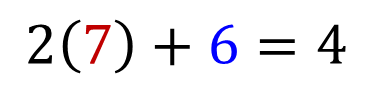 2(7) + 6 = 4